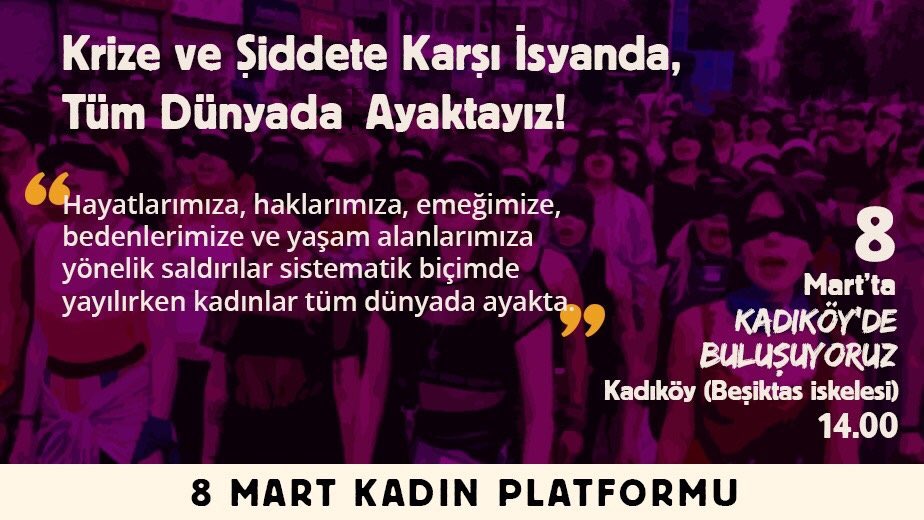 Krize ve Şiddete Karşı İsyanda,
Tüm Dünyada Ayaktayız!
“Hayatlarımıza, haklarımıza, emeğimize,
bedenlerimize ve yaşam alanlarımıza
yönelik saldırılar sistematik biçimde
yayılırken kadınlar tüm dünyada ayakta.”
8
Mart'ta
KADIKÖY'DE
BULUŞUYORUZ
Kadıköy (Beşiktas iskelesi)
14.00
8 MART KADIN PLATFORMU